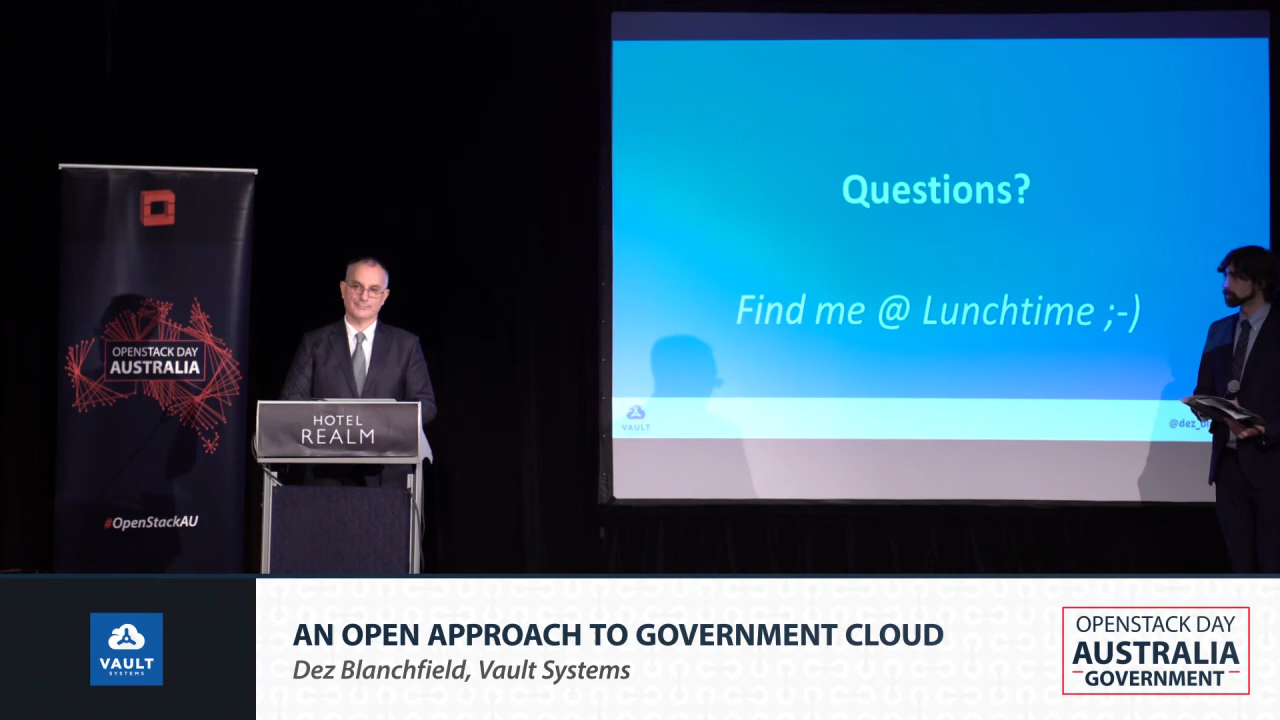 OPENSTACK DAY
AUSTRALIA
#OpenStackAU
HOTEL
REALM
Questions?
Find me @ Lunchtime ;-)
VAULT
VAULT
SYSTEMS
AN OPEN APPROACH TO GOVERNMENT CLOUD
Dez Blanchfield, Vault Systems
OPENSTACK DAY
AUSTRALIA
GOVERNMENT